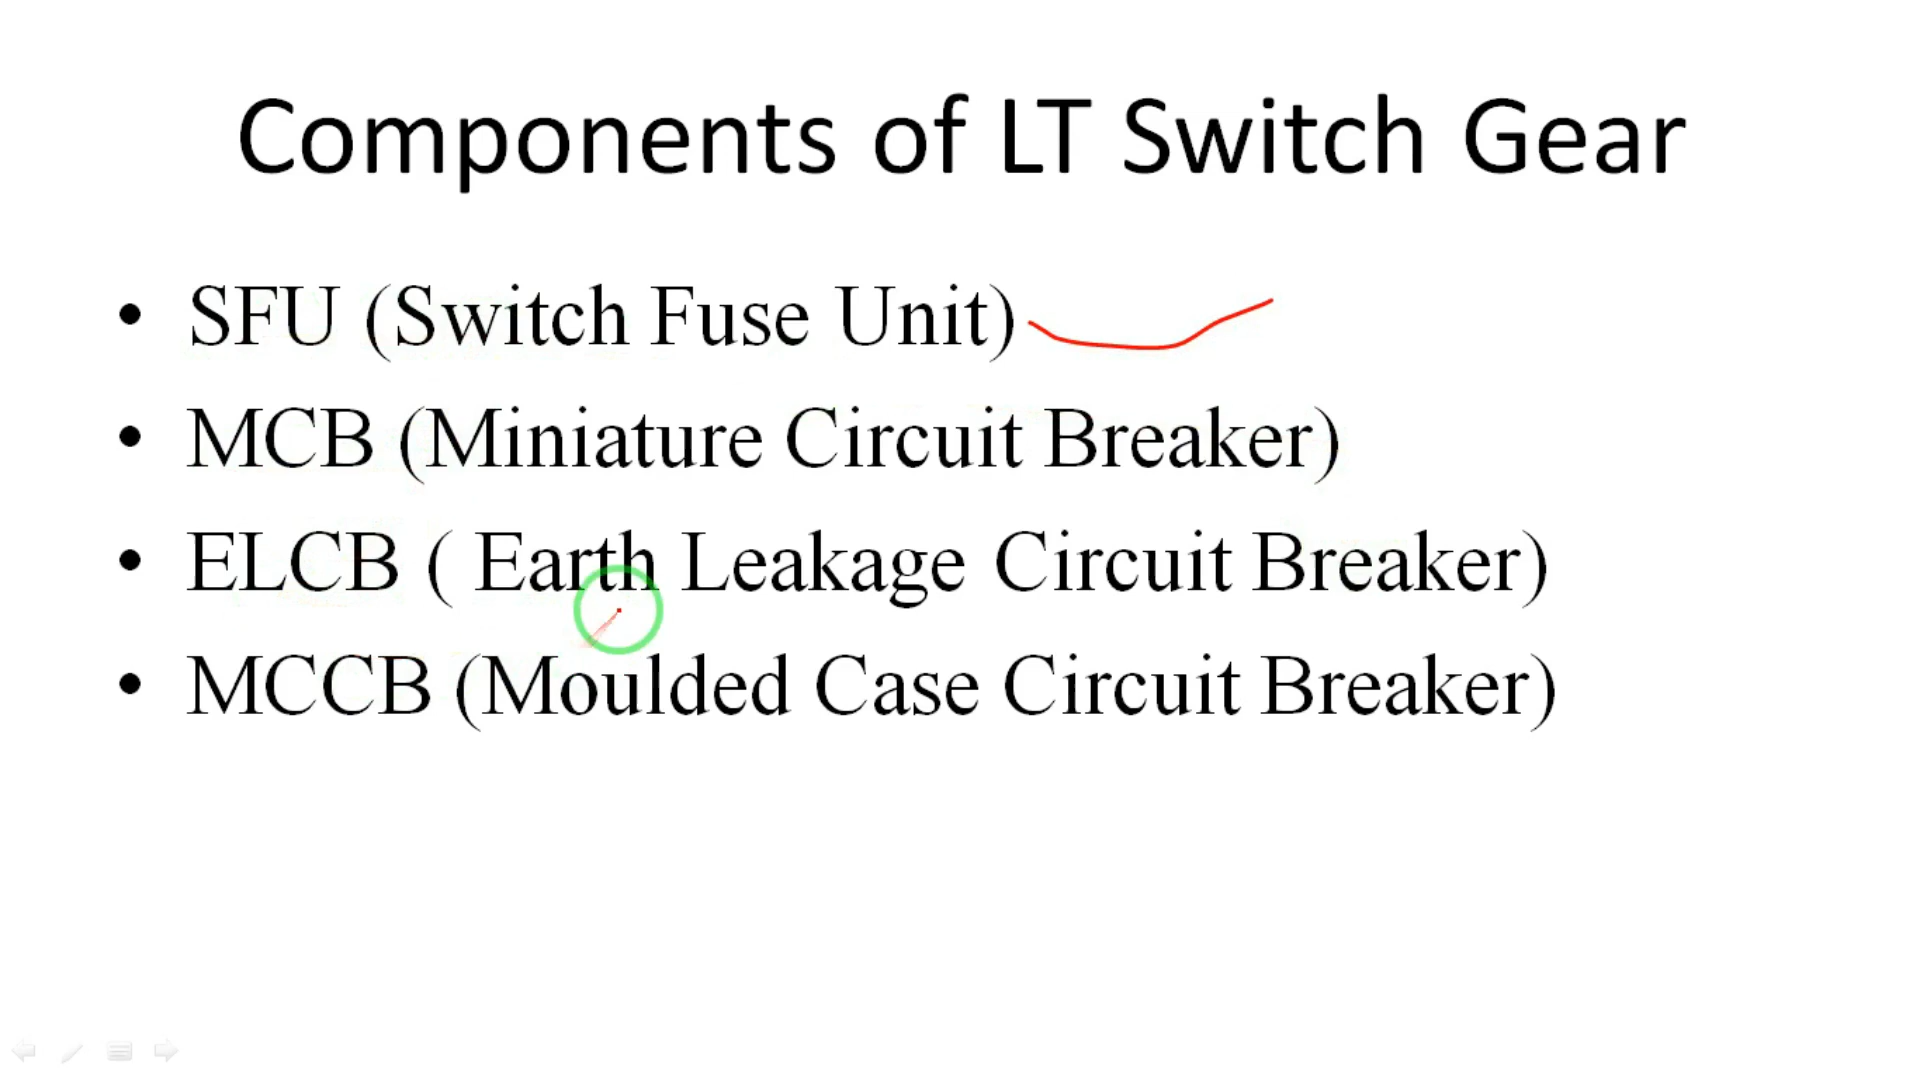 Components of LT Switch Gear
• SFU (Switch Fuse Unit)
• MCB (Miniature Circuit Breaker)
• ELCB ( Earth Leakage Circuit Breaker)
• MCCB (Moulded Case Circuit Breaker)